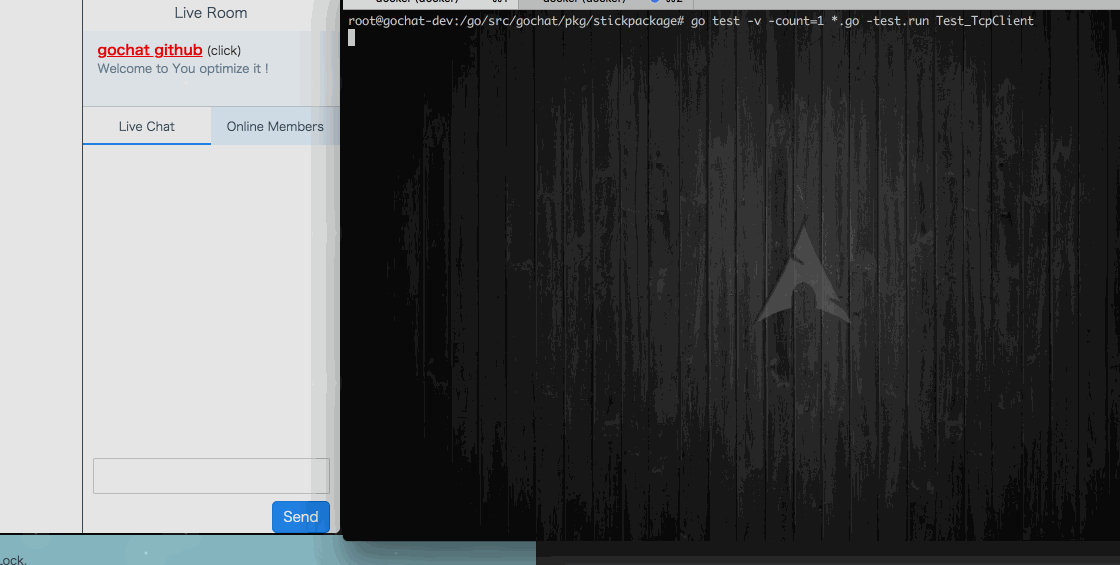 Live Room
gochat github (click)
Welcome to You optimize it !
Live Chat
Online Members
Send
root@gochat-dev:/go/src/gochat/pkg/stickpackage# go test -v -count=1 *.go -test.run Test_TcpClient
Lock.